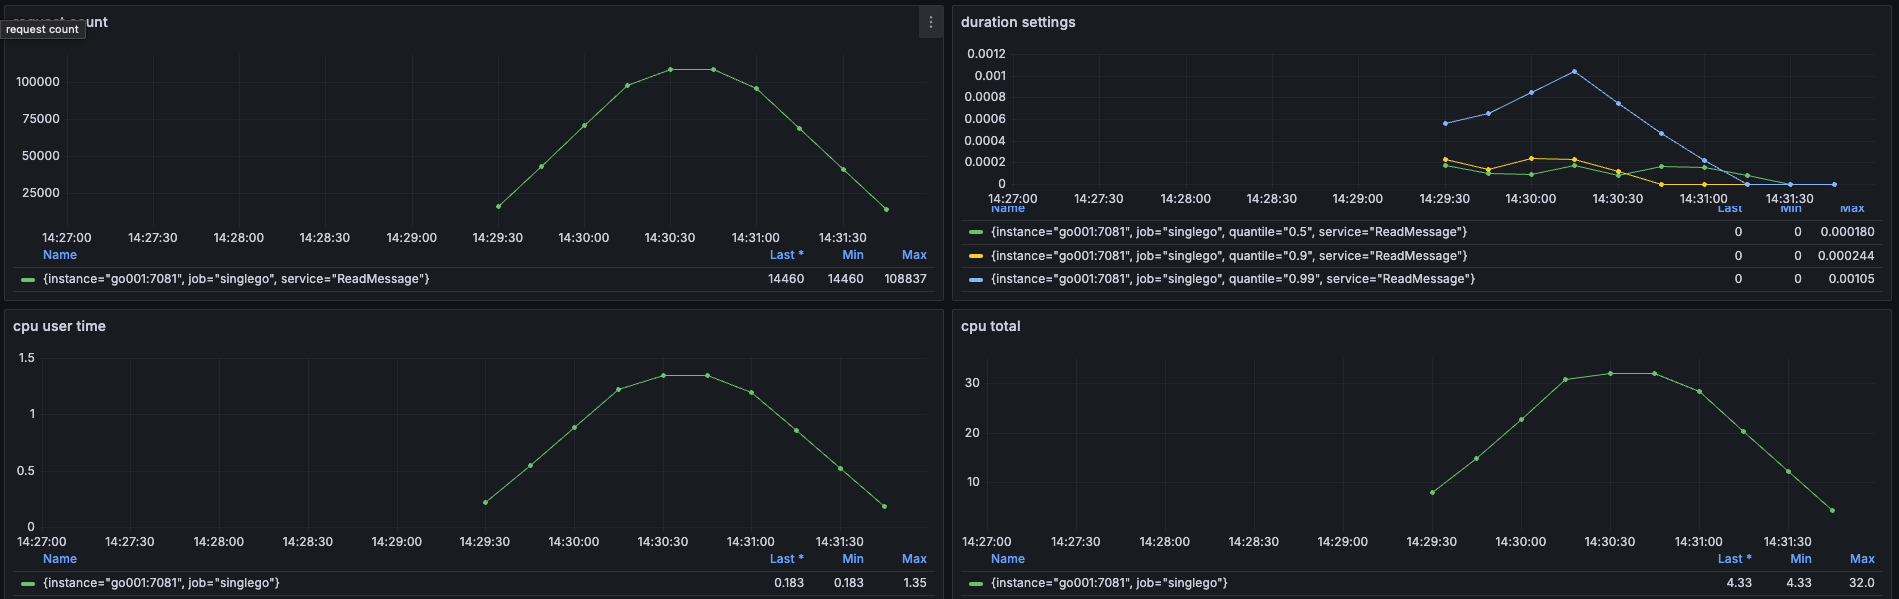 request count
request count
100000
75000
50000
25000
14:27:00 14:27:30 14:28:00 14:28:30 14:29:00 14:29:30 14:30:00 14:30:30 14:31:00 14:31:30
Name Last * Min Max
{instance="go001:7081", job="singlego", service="ReadMessage"} 14460 14460 108837
duration settings
0.0012
0.001
0.0008
0.0006
0.0004
0.0002
0
14:27:00 14:27:30 14:28:00 14:28:30 14:29:00 14:29:30 14:30:00 14:30:30 14:31:00 14:31:30
Name Last Min Max
{instance="go001:7081", job="singlego", quantile="0.5", service="ReadMessage"} 0 0 0.000180
{instance="go001:7081", job="singlego", quantile="0.9", service="ReadMessage"} 0 0 0.000244
{instance="go001:7081", job="singlego", quantile="0.99", service="ReadMessage"} 0 0 0.00105
cpu user time
1.5
1
0.5
0
14:27:00 14:27:30 14:28:00 14:28:30 14:29:00 14:29:30 14:30:00 14:30:30 14:31:00 14:31:30
Name Last * Min Max
{instance="go001:7081", job="singlego"} 0.183 0.183 1.35
cpu total
30
20
10
14:27:00 14:27:30 14:28:00 14:28:30 14:29:00 14:29:30 14:30:00 14:30:30 14:31:00 14:31:30
Name Last * Min Max
{instance="go001:7081", job="singlego"} 4.33 4.33 32.0